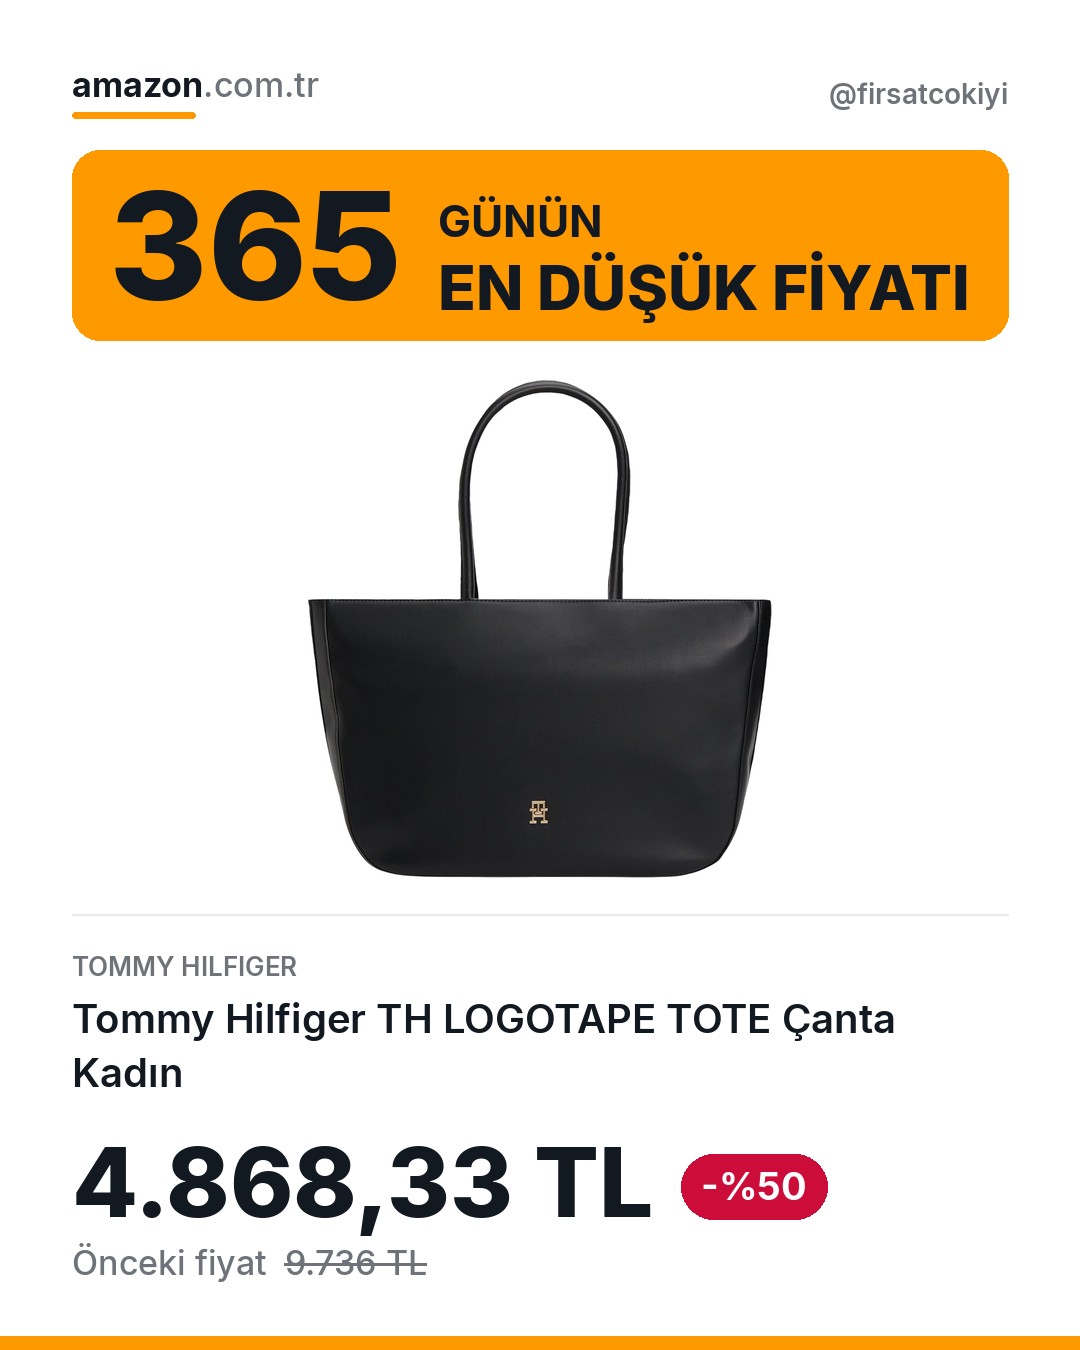 amazon.com.tr
@firsatcokiyi
365
GÜNÜN
EN DÜŞÜK FİYATI
TOMMY HILFIGER
Tommy Hilfiger TH LOGOTAPE TOTE Çanta
Kadın
4.868,33 TL
-%50
Önceki fiyat 9.736 TL